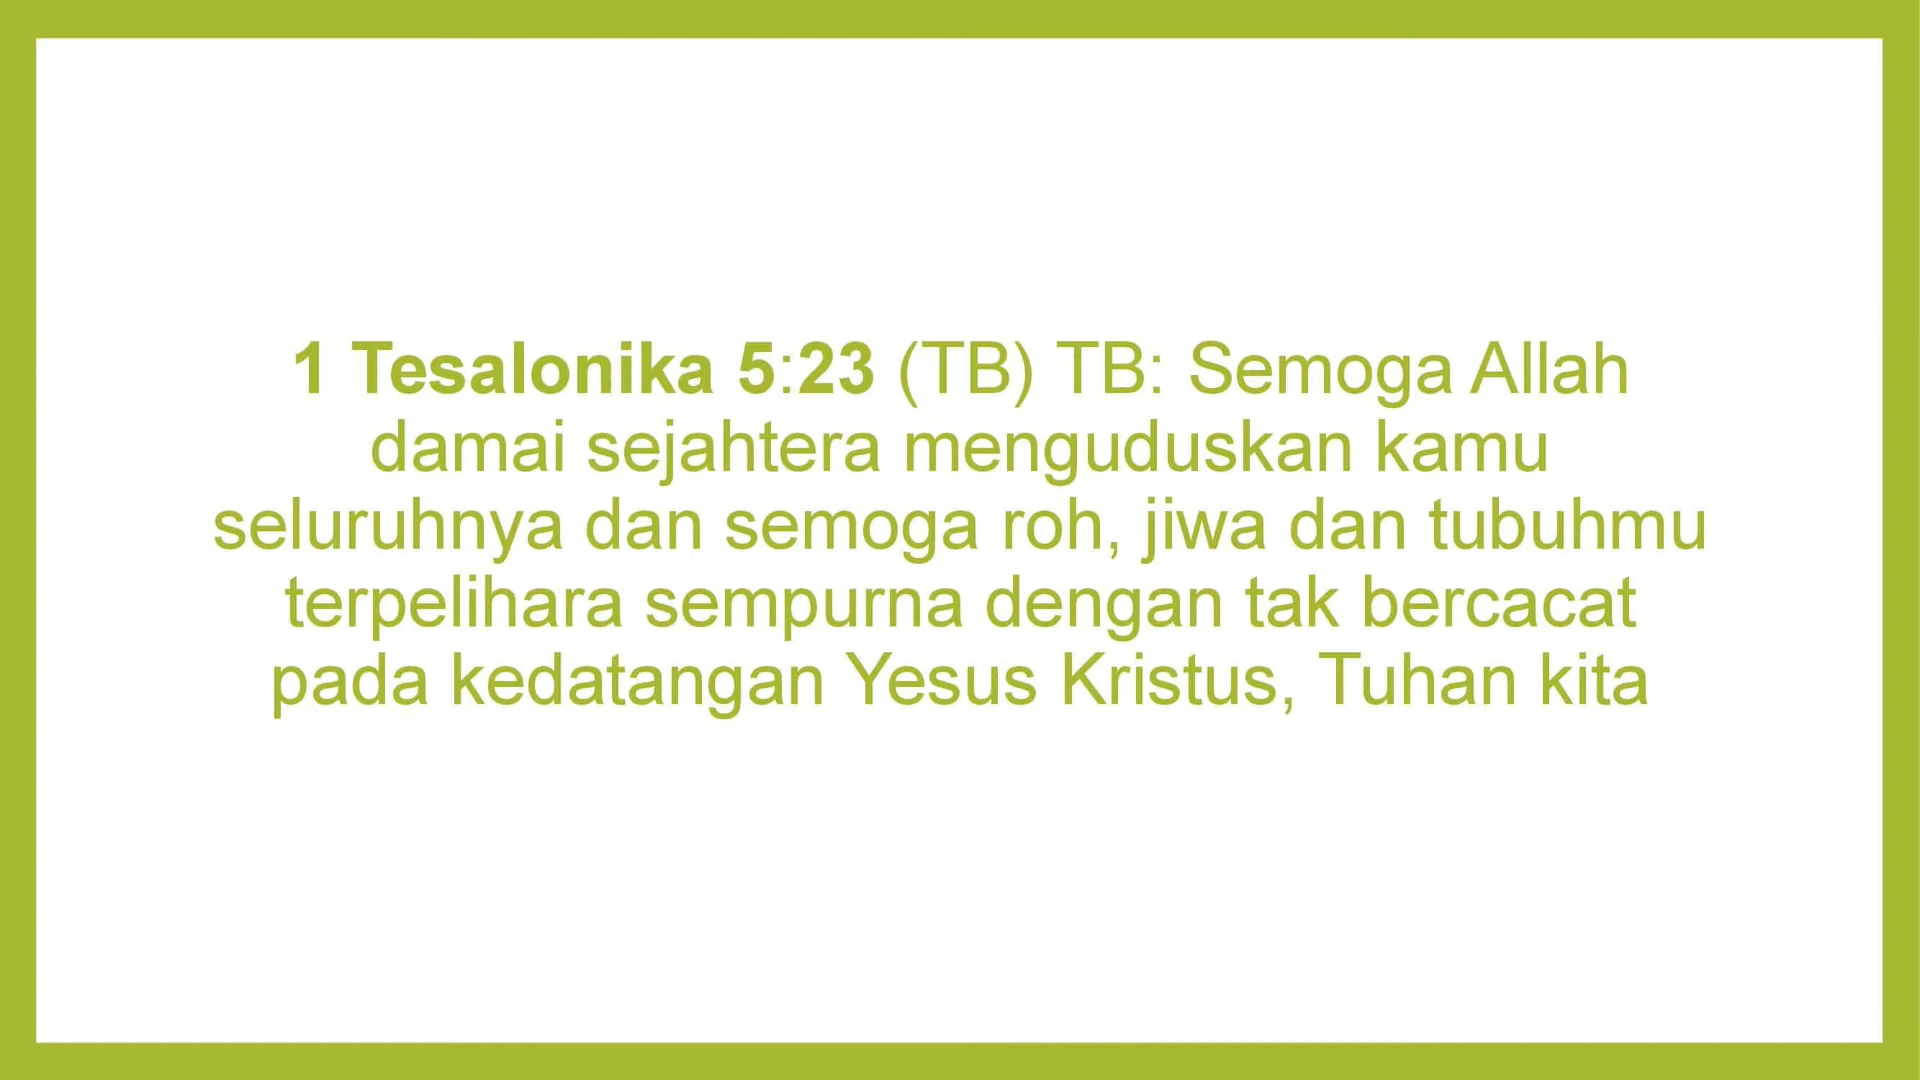 1 Tesalonika 5:23 (TB) TB: Semoga Allah
damai sejahtera menguduskan kamu
seluruhnya dan semoga roh, jiwa dan tubuhmu
terpelihara sempurna dengan tak bercacat
pada kedatangan Yesus Kristus, Tuhan kita